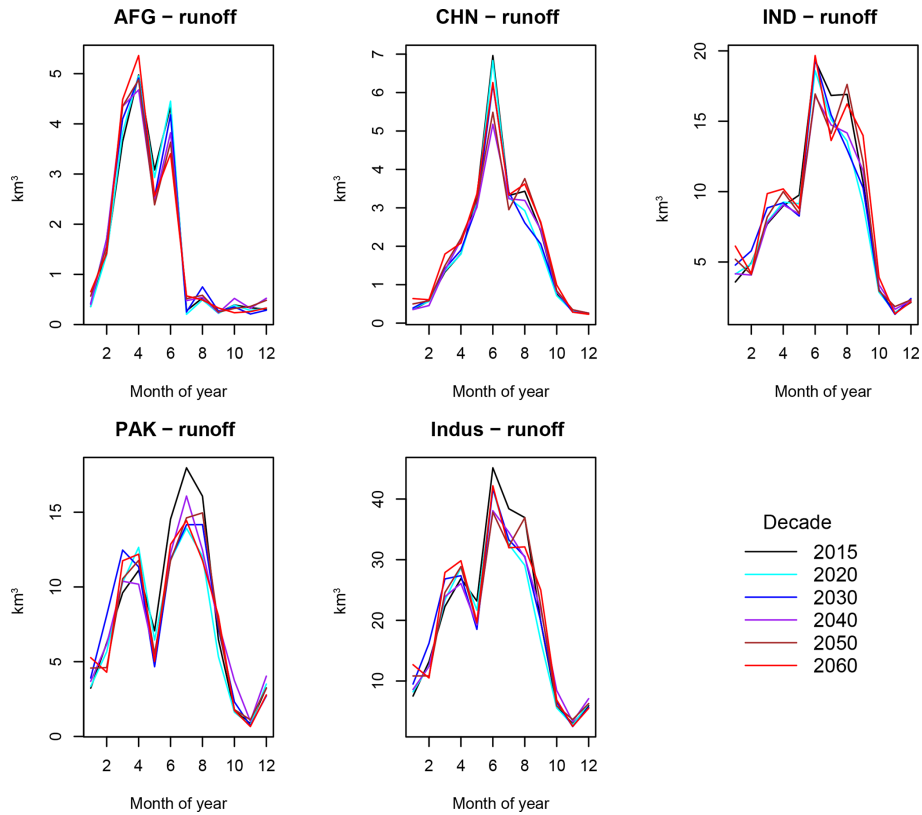 AFG − runoff
km³
0 1 2 3 4 5
2 4 6 8 10 12
Month of year
CHN − runoff
km³
0 1 2 3 4 5 6 7
2 4 6 8 10 12
Month of year
IND − runoff
km³
5 10 15 20
2 4 6 8 10 12
Month of year
PAK − runoff
km³
0 5 10 15
2 4 6 8 10 12
Month of year
Indus − runoff
km³
10 20 30 40
2 4 6 8 10 12
Month of year
Decade
2015
2020
2030
2040
2050
2060